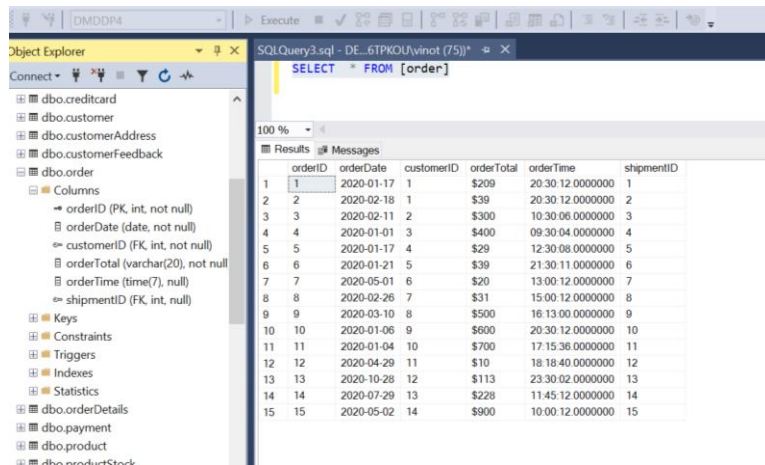 DMDDP4 Execute
Object Explorer
Connect
dbo.creditcard
dbo.customer
dbo.customerAddress
dbo.customerFeedback
dbo.order
Columns
orderID (PK, int, not null)
orderDate (date, not null)
customerID (FK, int, not null)
orderTotal (varchar(20), not null
orderTime (time(7), null)
shipmentID (FK, int, null)
Keys
Constraints
Triggers
Indexes
Statistics
dbo.orderDetails
dbo.payment
dbo.product
dbo.productStock
SQLQuery3.sql - DE...6TPKOU\vinot (75))*
SELECT * FROM [order]
100 %
Results Messages
orderID orderDate customerID orderTotal orderTime shipmentID
1 1 2020-01-17 1 $209 20:30:12.0000000 1
2 2 2020-02-18 1 $39 20:30:12.0000000 2
3 3 2020-02-11 2 $300 10:30:06.0000000 3
4 4 2020-01-01 3 $400 09:30:04.0000000 4
5 5 2020-01-17 4 $29 12:30:08.0000000 5
6 6 2020-01-21 5 $39 21:30:11.0000000 6
7 7 2020-05-01 6 $20 13:00:12.0000000 7
8 8 2020-02-26 7 $31 15:00:12.0000000 8
9 9 2020-03-10 8 $500 16:13:00.0000000 9
10 10 2020-01-06 9 $600 20:30:12.0000000 10
11 11 2020-01-04 10 $700 17:15:36.0000000 11
12 12 2020-04-29 11 $10 18:18:40.0000000 12
13 13 2020-10-28 12 $113 23:30:02.0000000 13
14 14 2020-07-29 13 $228 11:45:12.0000000 14
15 15 2020-05-02 14 $900 10:00:12.0000000 15